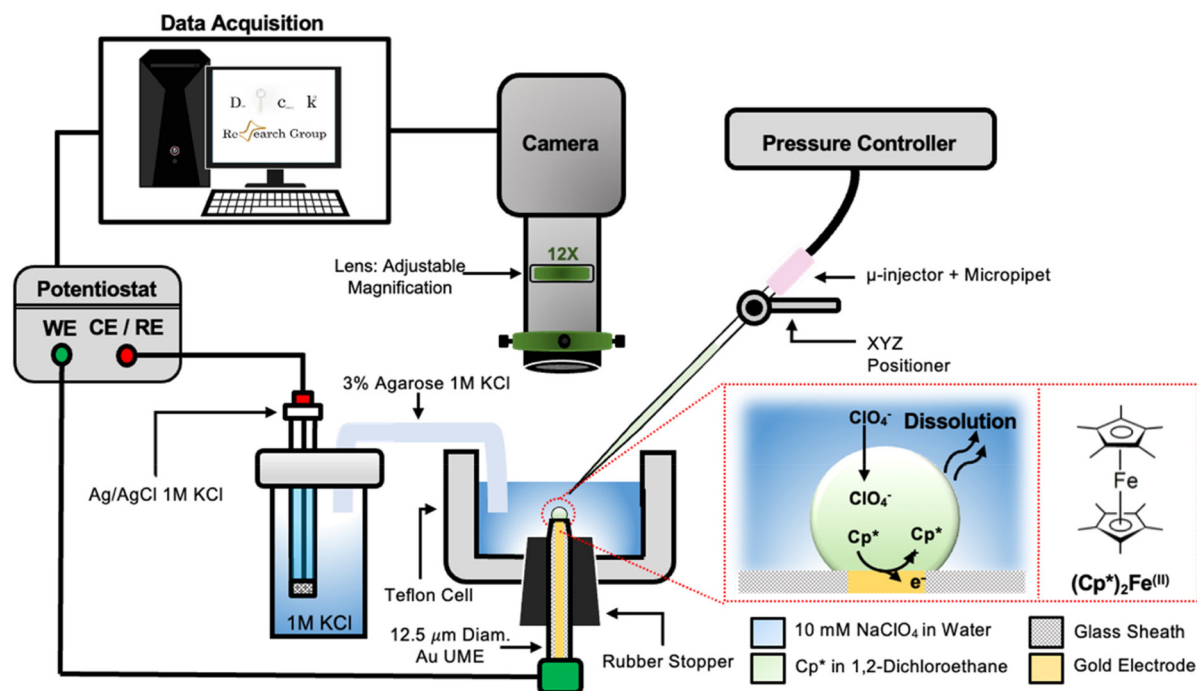 Data Acquisition
D c k
Research Group
Camera
12X
Lens: Adjustable
Magnification
Pressure Controller
μ-injector + Micropipet
XYZ
Positioner
Potentiostat
WE CE / RE
3% Agarose 1M KCl
Ag/AgCl 1M KCl
1M KCl
Teflon Cell
12.5 μm Diam.
Au UME
Rubber Stopper
ClO₄⁻
Dissolution
ClO₄⁻
Cp* Cp*
e⁻
Fe
(Cp*)₂Fe⁽ᴵᴵ⁾
10 mM NaClO₄ in Water
Glass Sheath
Cp* in 1,2-Dichloroethane
Gold Electrode